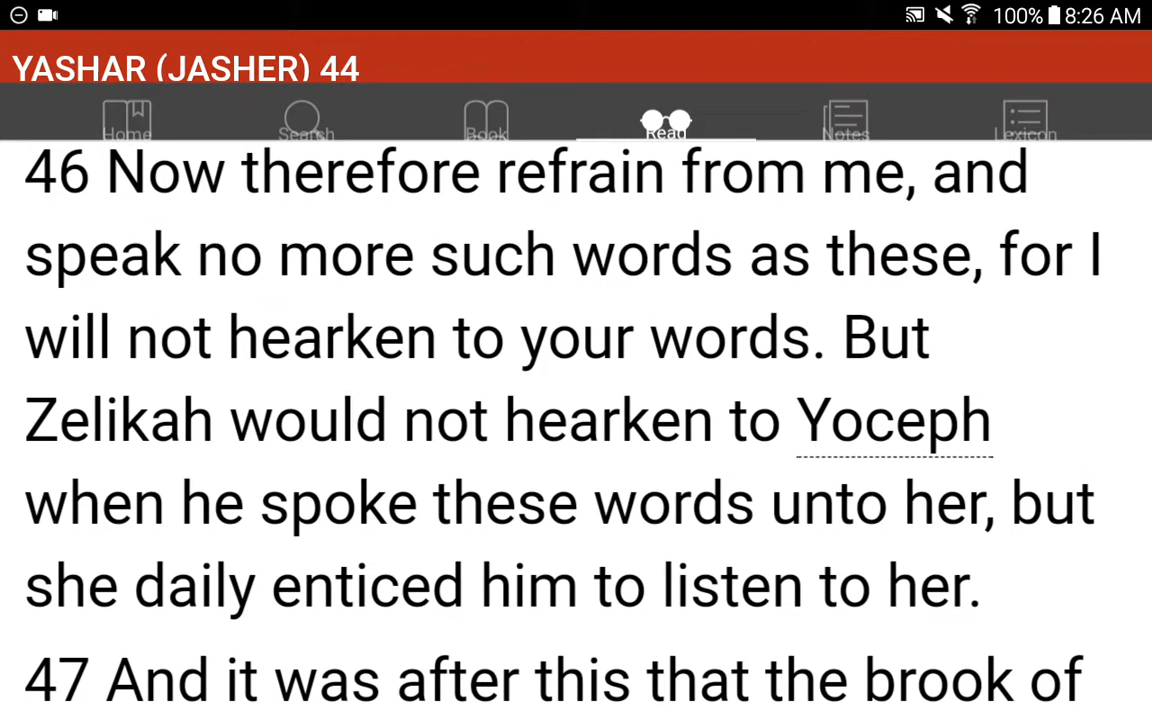 100% 8:26 AM
YASHAR (JASHER) 44
Home Search Book Read Notes Lexicon
46 Now therefore refrain from me, and
speak no more such words as these, for I
will not hearken to your words. But
Zelikah would not hearken to Yoceph
when he spoke these words unto her, but
she daily enticed him to listen to her.
47 And it was after this that the brook of